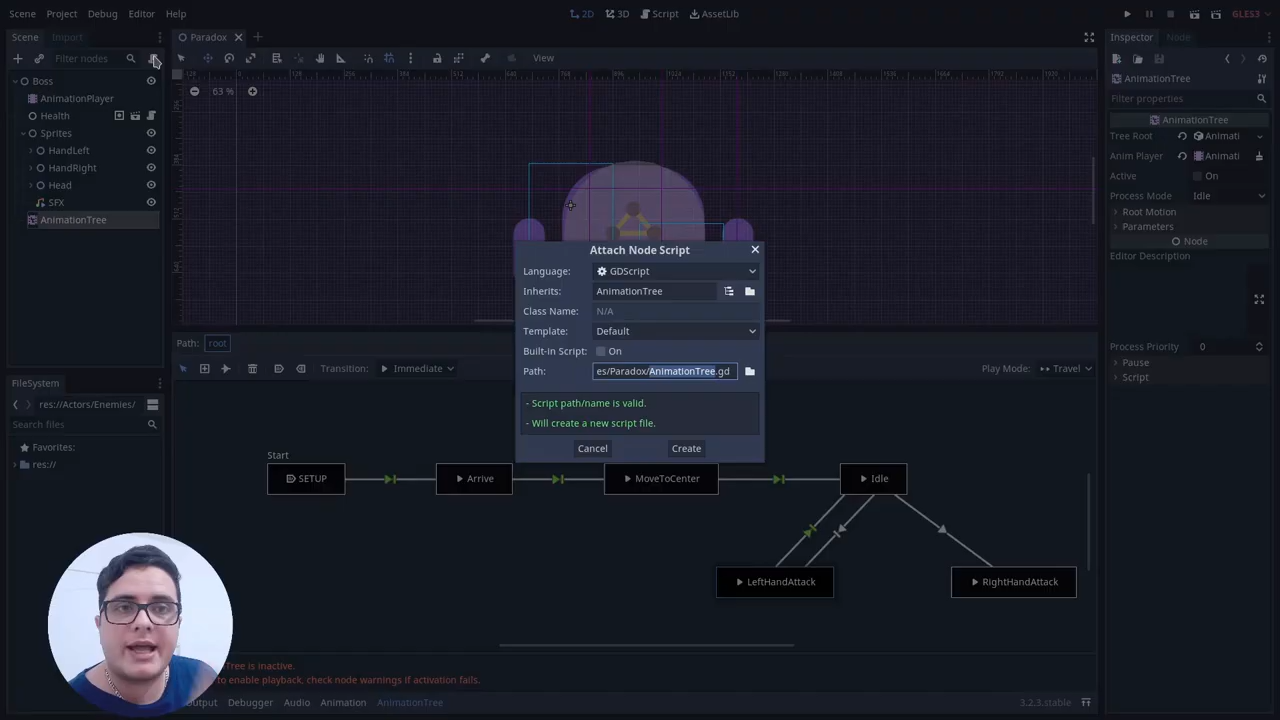 Scene Project Debug Editor Help
2D 3D Script AssetLib
GLES3
Scene Import
Paradox
Inspector Node
Filter nodes
View
63 %
Boss
AnimationPlayer
Health
Sprites
HandLeft
HandRight
Head
SFX
AnimationTree
AnimationTree
Filter properties
AnimationTree
Tree Root Animati
Anim Player Animati
Active On
Process Mode Idle
Root Motion
Parameters
Node
Editor Description
Process Priority 0
Pause
Script
Attach Node Script
Language: GDScript
Inherits: AnimationTree
Class Name: N/A
Template: Default
Built-in Script: On
Path: es/Paradox/AnimationTree.gd
- Script path/name is valid.
- Will create a new script file.
Cancel Create
Path: root
Transition: Immediate
Play Mode: Travel
FileSystem
res://Actors/Enemies/
Search files
Favorites:
res://
Start
SETUP Arrive MoveToCenter Idle
LeftHandAttack RightHandAttack
Tree is inactive.
to enable playback, check node warnings if activation fails.
Output Debugger Audio Animation AnimationTree
3.2.3.stable